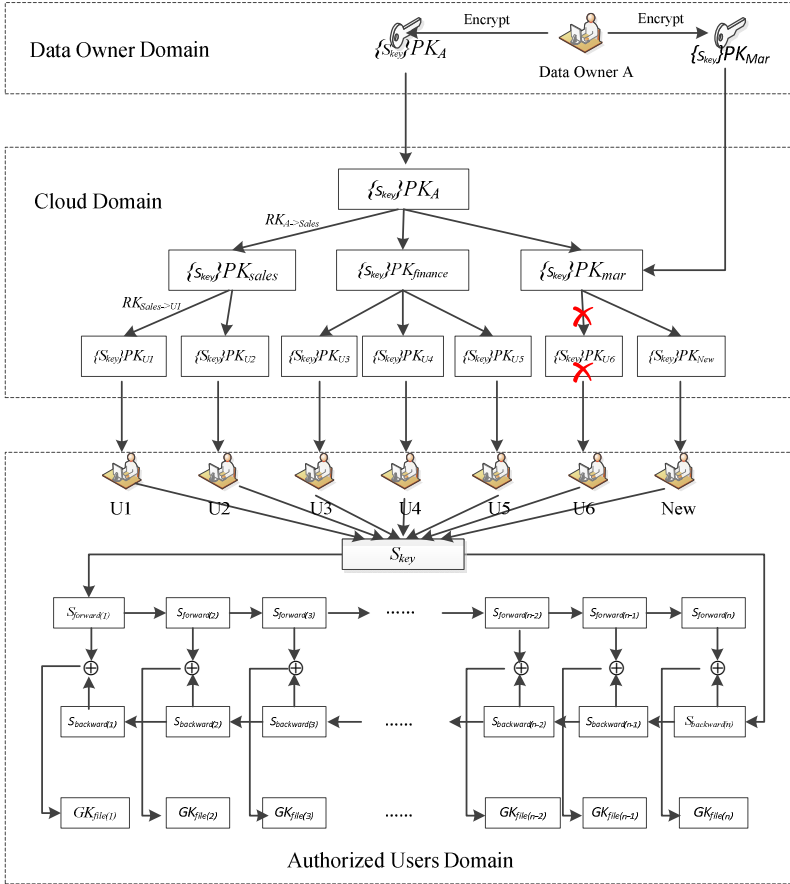 Encrypt Encrypt
Data Owner Domain
{Skey}PKA Data Owner A {Skey}PKMar
Cloud Domain
{Skey}PKA
RKA->Sales
{Skey}PKsales {Skey}PKfinance {Skey}PKmar
RKSales->U1
{Skey}PKU1 {Skey}PKU2 {Skey}PKU3 {Skey}PKU4 {Skey}PKU5 {Skey}PKU6 {Skey}PKNew
U1 U2 U3 U4 U5 U6 New
Skey
Sforward(1) Sforward(2) Sforward(3) ...... Sforward(n-2) Sforward(n-1) Sforward(n)
Sbackward(1) Sbackward(2) Sbackward(3) ...... Sbackward(n-2) Sbackward(n-1) Sbackward(n)
GKfile(1) GKfile(2) GKfile(3) ...... GKfile(n-2) GKfile(n-1) GKfile(n)
Authorized Users Domain